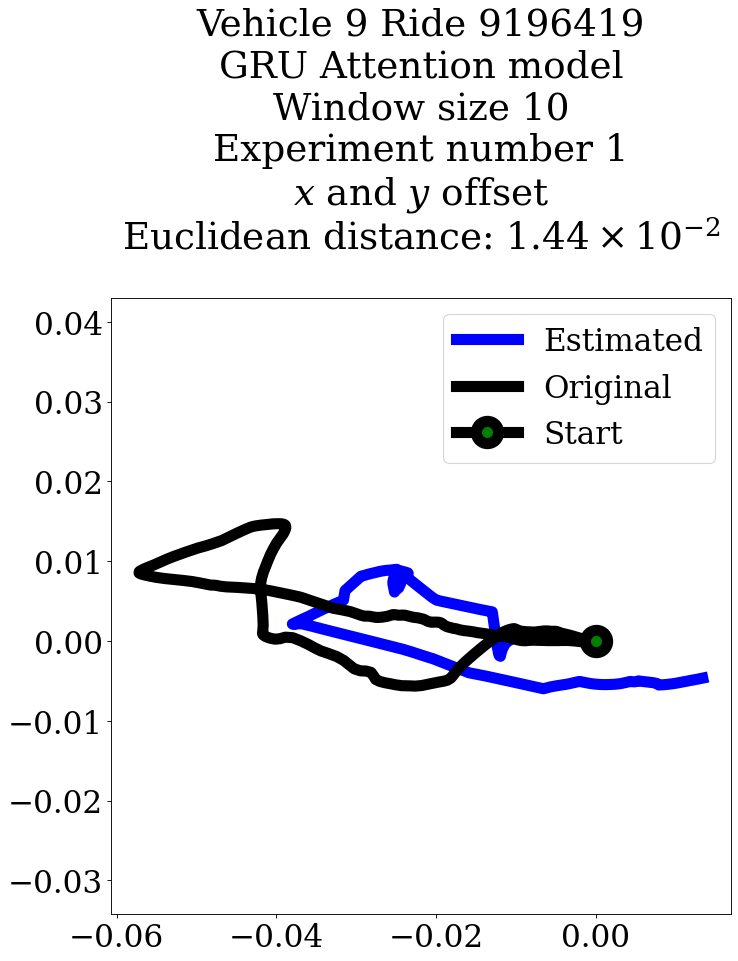 Vehicle 9 Ride 9196419
GRU Attention model
Window size 10
Experiment number 1
x and y offset
Euclidean distance: 1.44 × 10⁻²
Estimated
Original
Start
0.04
0.03
0.02
0.01
0.00
−0.01
−0.02
−0.03
−0.06
−0.04
−0.02
0.00